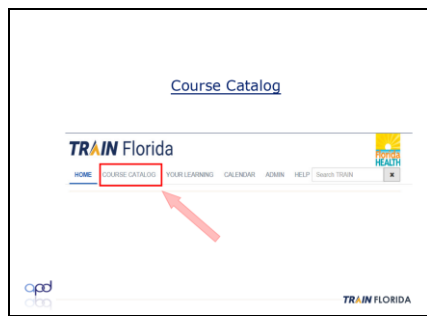 Course Catalog
TRAIN Florida
Florida
HEALTH
HOME COURSE CATALOG YOUR LEARNING CALENDAR ADMIN HELP Search TRAIN
apd
TRAIN FLORIDA